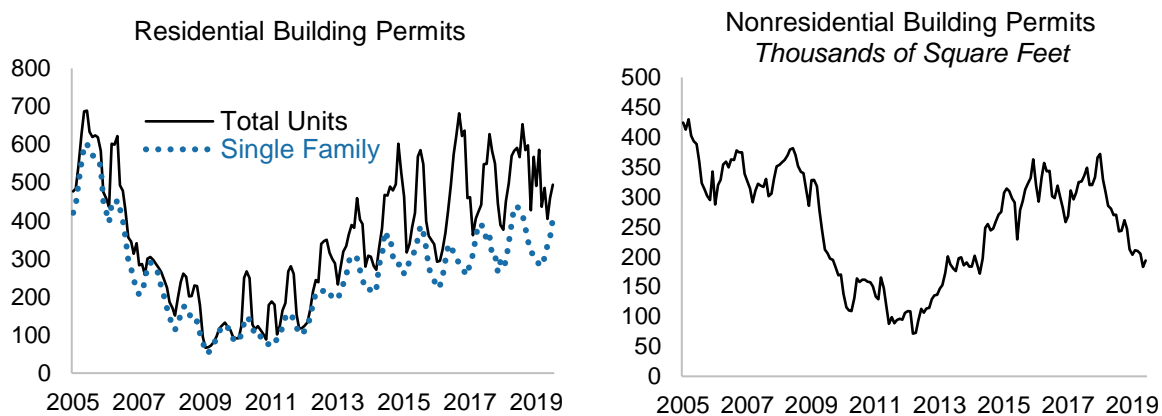 Residential Building Permits
800
700
600
500
400
300
200
100
0
Total Units
Single Family
2005 2007 2009 2011 2013 2015 2017 2019
Nonresidential Building Permits
Thousands of Square Feet
500
450
400
350
300
250
200
150
100
50
0
2005 2007 2009 2011 2013 2015 2017 2019